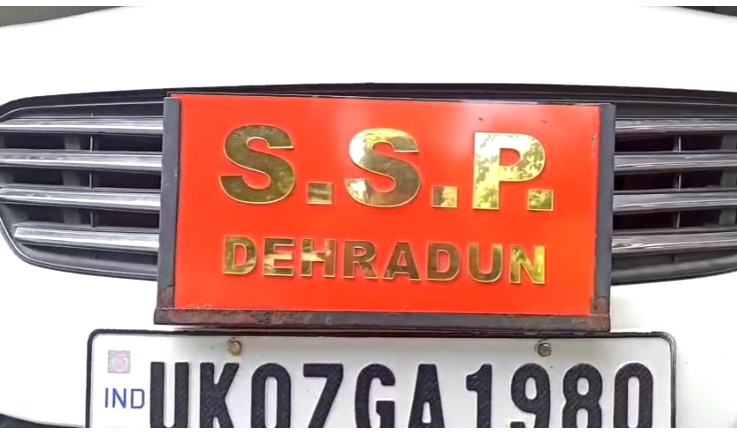 S.S.P.
DEHRADUN
IND UK07GA1980